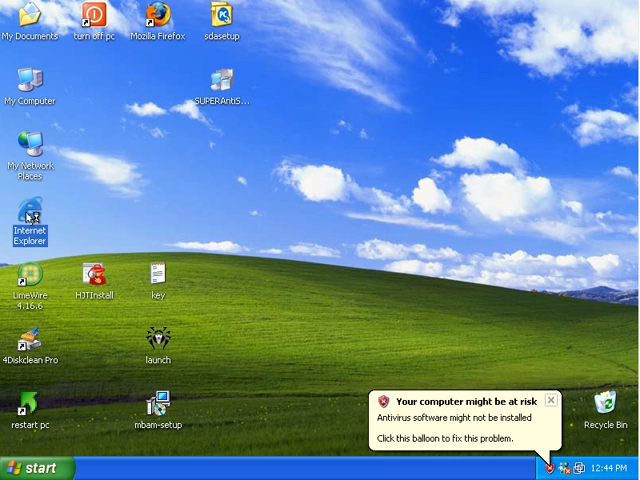 My Documents
turn off pc
Mozilla Firefox
sdasetup
My Computer
SUPERAntiS...
My Network
Places
Internet
Explorer
LimeWire
4.16.6
HJTInstall
key
4Diskclean Pro
launch
restart pc
mbam-setup
Your computer might be at risk
Antivirus software might not be installed
Click this balloon to fix this problem.
Recycle Bin
start
12:44 PM